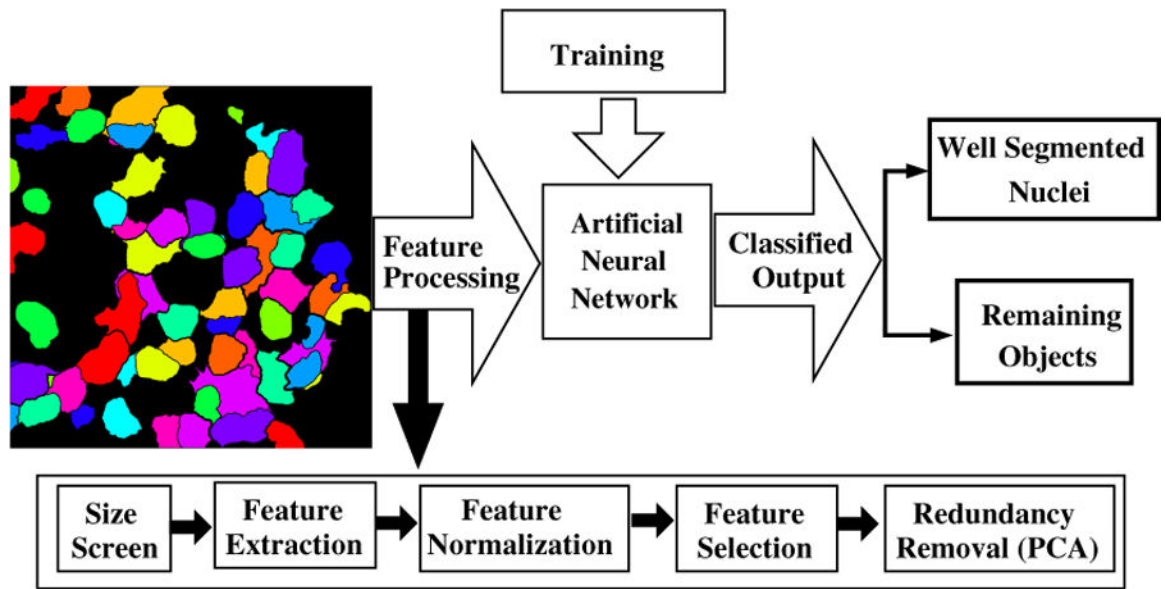 Training
Feature
Processing
Artificial
Neural
Network
Classified
Output
Well Segmented
Nuclei
Remaining
Objects
Size
Screen
Feature
Extraction
Feature
Normalization
Feature
Selection
Redundancy
Removal (PCA)